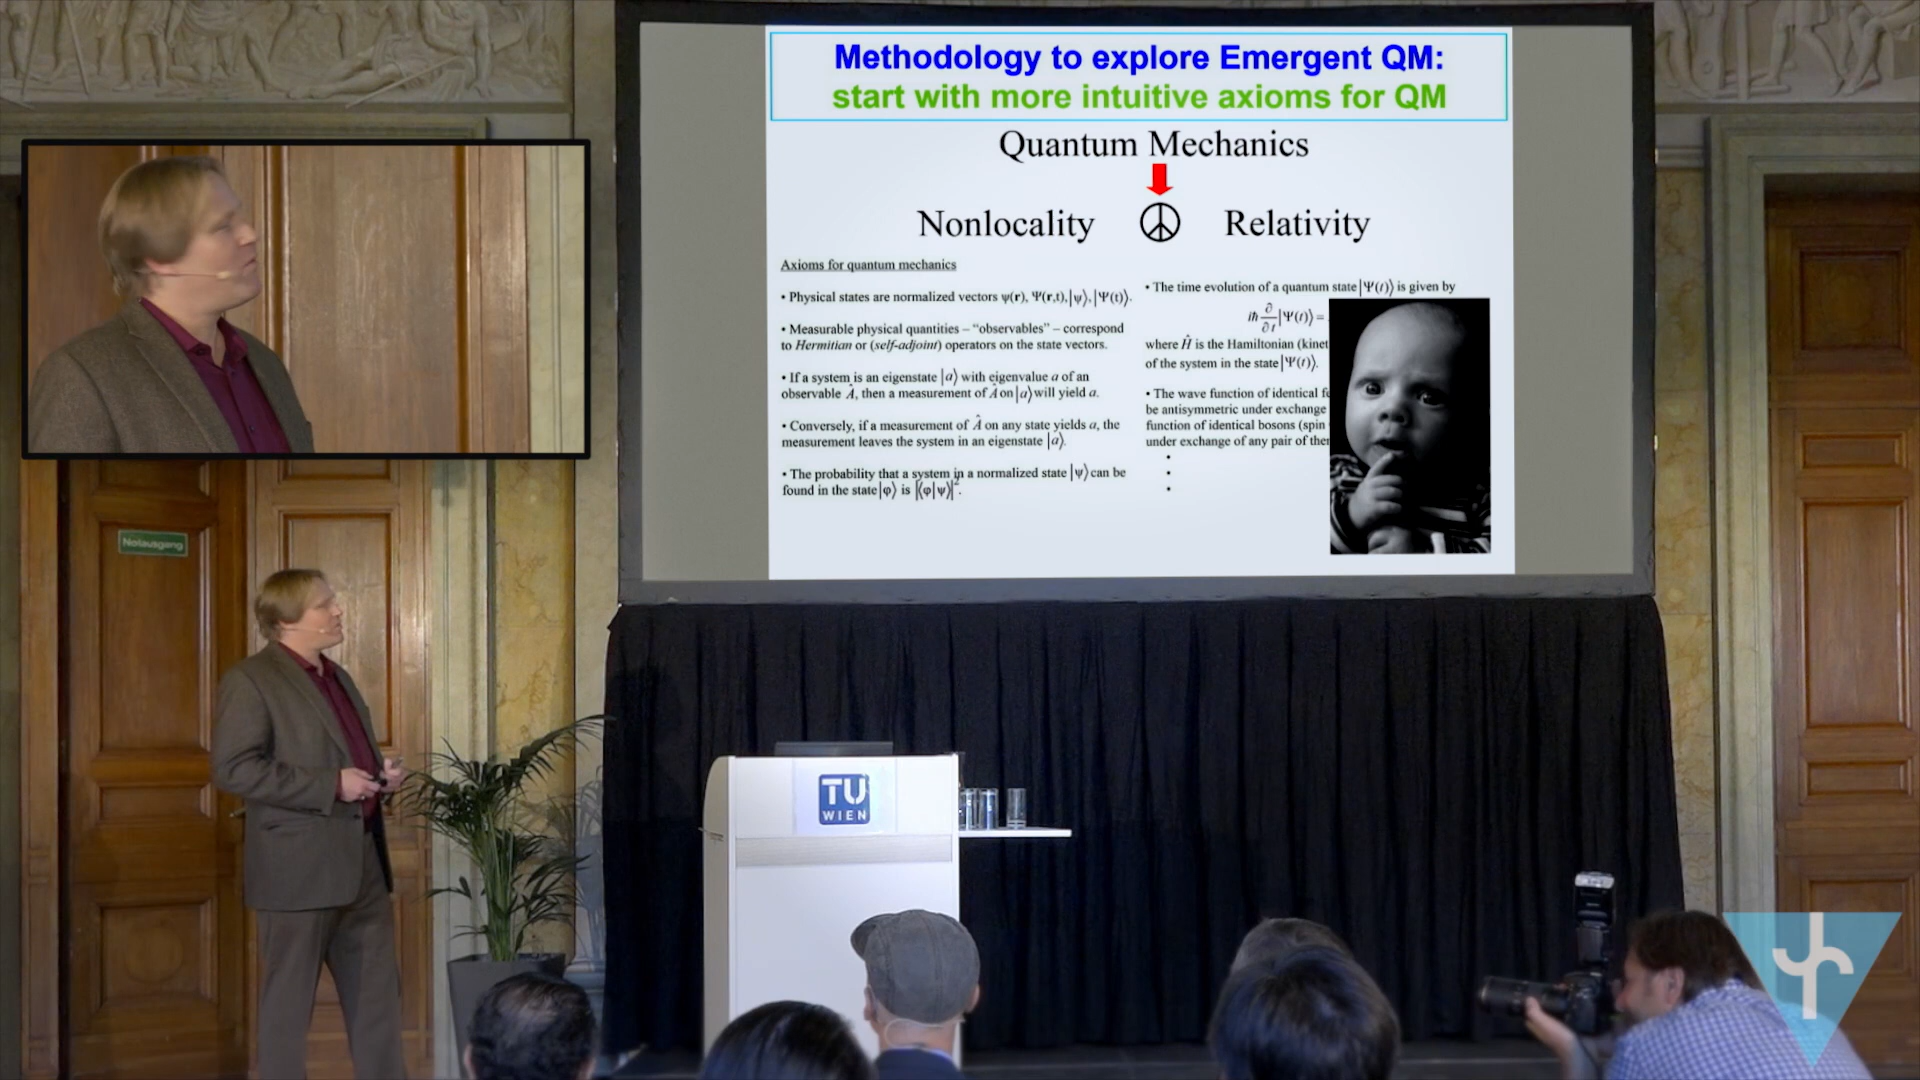 Methodology to explore Emergent QM:
start with more intuitive axioms for QM
Quantum Mechanics
Nonlocality Relativity
Axioms for quantum mechanics
• Physical states are normalized vectors ψ(r), Ψ(r,t), |ψ⟩, |Ψ(t)⟩.
• Measurable physical quantities – “observables” – correspond
to Hermitian or (self-adjoint) operators on the state vectors.
• If a system is an eigenstate |a⟩ with eigenvalue a of an
observable Â, then a measurement of Â on |a⟩ will yield a.
• Conversely, if a measurement of Â on any state yields a, the
measurement leaves the system in an eigenstate |a⟩.
• The probability that a system in a normalized state |ψ⟩ can be
found in the state |φ⟩ is |⟨φ|ψ⟩|².
• The time evolution of a quantum state |Ψ(t)⟩ is given by
iħ ∂/∂t |Ψ(t)⟩ =
where Ĥ is the Hamiltonian (kinet
of the system in the state |Ψ(t)⟩.
• The wave function of identical fe
be antisymmetric under exchange
function of identical bosons (spin
under exchange of any pair of ther
•
•
•
Notausgang
TU
WIEN